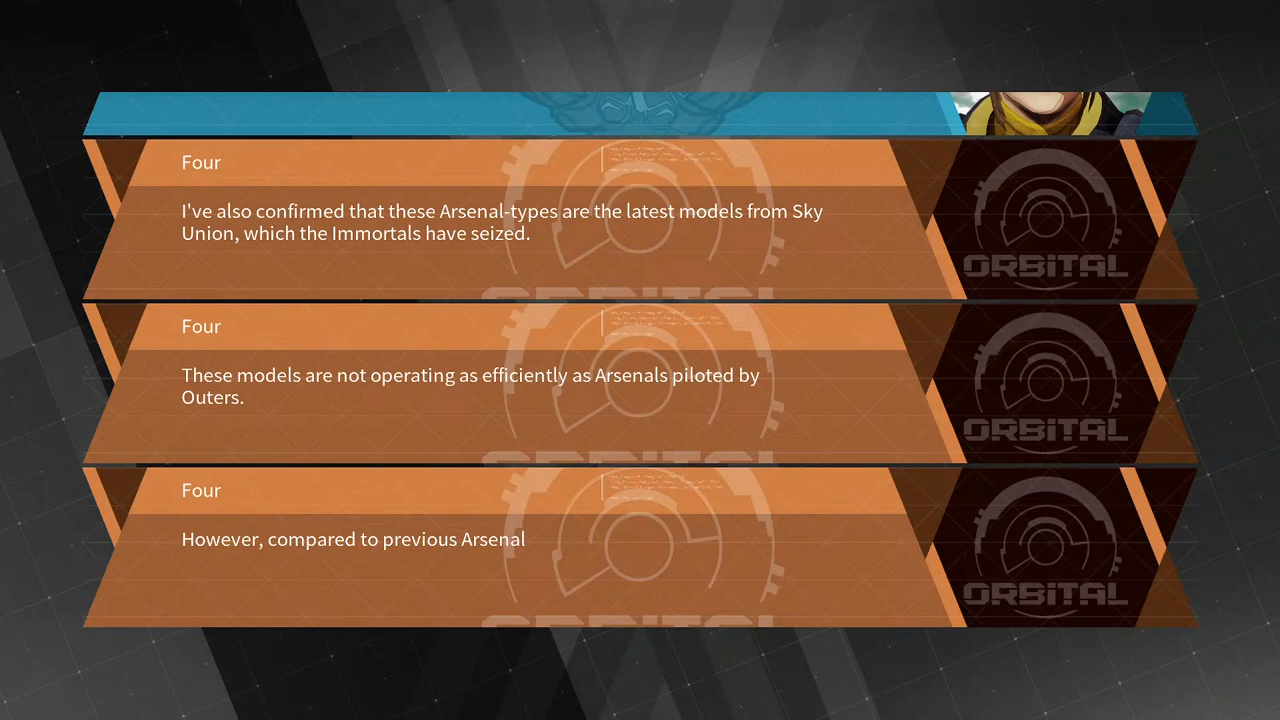 Four
I've also confirmed that these Arsenal-types are the latest models from Sky
Union, which the Immortals have seized.
ORBITAL
Four
These models are not operating as efficiently as Arsenals piloted by
Outers.
ORBITAL
Four
However, compared to previous Arsenal
ORBITAL